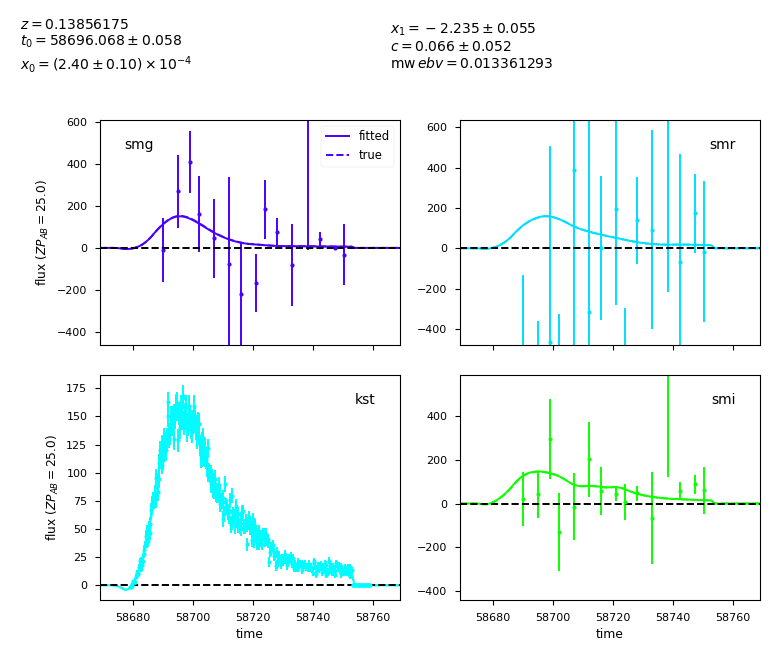 z = 0.13856175
t₀ = 58696.068 ± 0.058
x₀ = (2.40 ± 0.10) × 10⁻⁴
x₁ = −2.235 ± 0.055
c = 0.066 ± 0.052
mw ebv = 0.013361293
smg
fitted
true
600
400
200
0
−200
−400
flux (ZP_AB = 25.0)
smr
600
400
200
0
−200
−400
kst
175
150
125
100
75
50
25
0
flux (ZP_AB = 25.0)
58680 58700 58720 58740 58760
time
smi
400
200
0
−200
−400
58680 58700 58720 58740 58760
time